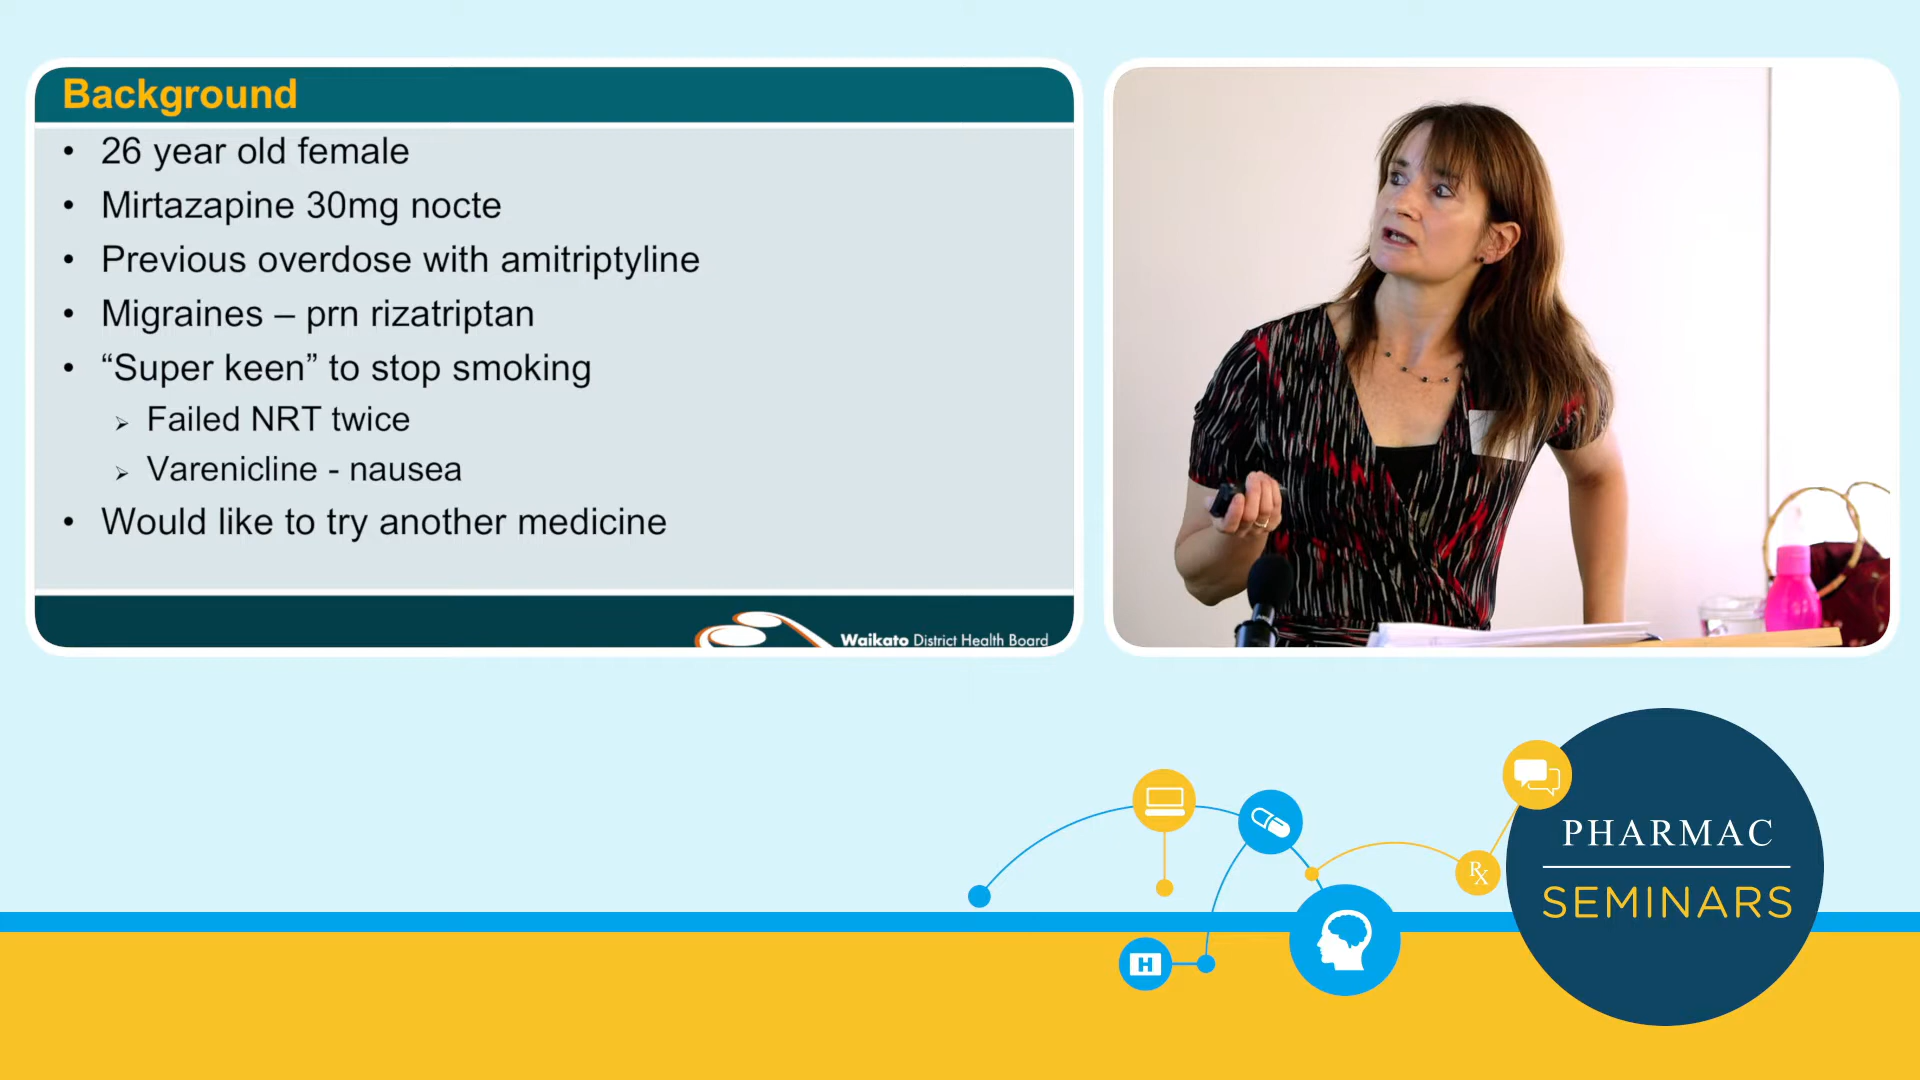 Background
• 26 year old female
• Mirtazapine 30mg nocte
• Previous overdose with amitriptyline
• Migraines – prn rizatriptan
• “Super keen” to stop smoking
➢ Failed NRT twice
➢ Varenicline - nausea
• Would like to try another medicine
Waikato District Health Board
PHARMAC
SEMINARS
Rx
H